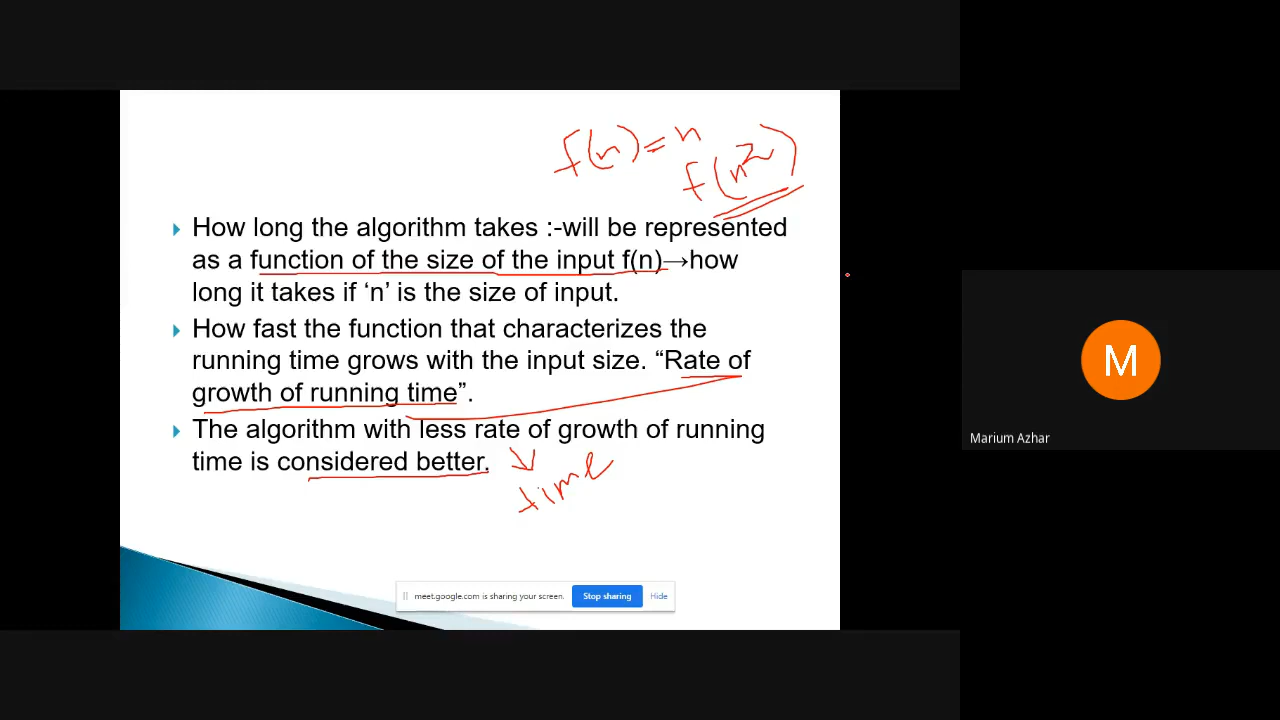 f(n) = n
f(n²)
How long the algorithm takes :-will be represented
as a function of the size of the input f(n)→how
long it takes if ‘n’ is the size of input.
How fast the function that characterizes the
running time grows with the input size. “Rate of
growth of running time”.
The algorithm with less rate of growth of running
time is considered better.
time
meet.google.com is sharing your screen.
Stop sharing
Hide
M
Marium Azhar